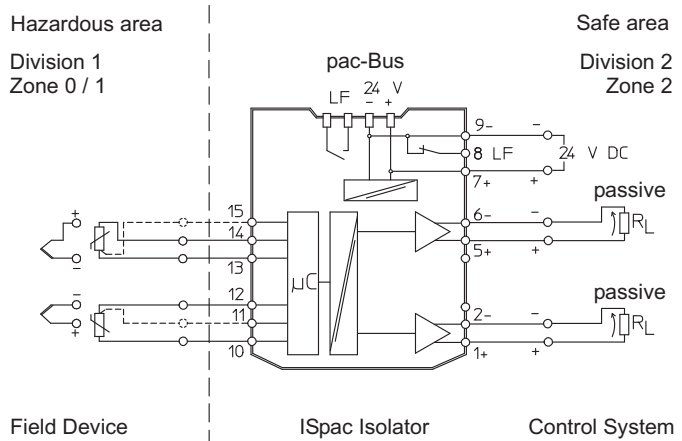 Hazardous area
Safe area
Division 1
Zone 0 / 1
pac-Bus
Division 2
Zone 2
LF 24 V
- +
9- -
8 LF 24 V DC
7+ +
passive
+ 15 6- - RL
14
- 13 5+ +
µC
passive
- 12 2- - RL
+ 11
10 1+ +
Field Device
ISpac Isolator
Control System